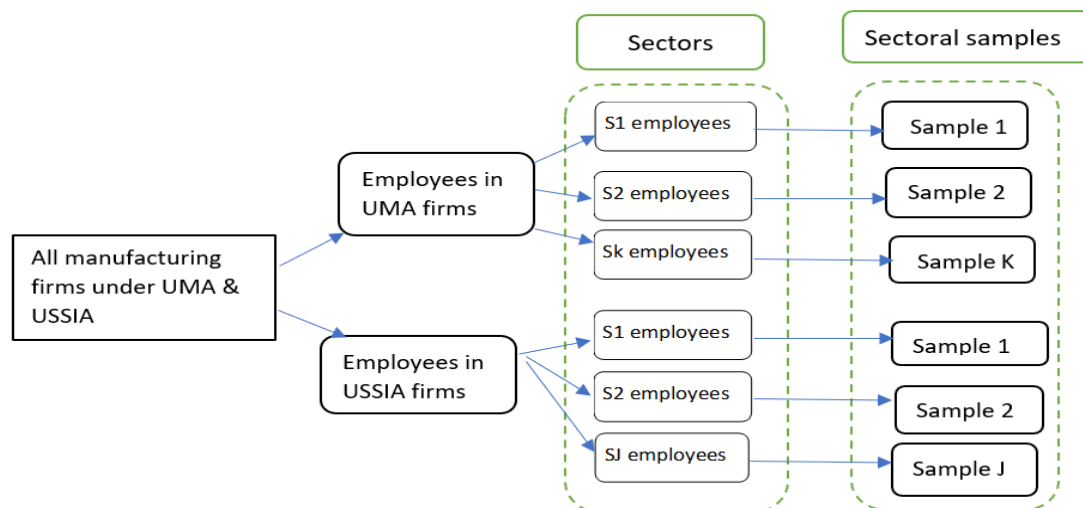 Sectors
Sectoral samples
S1 employees
Sample 1
Employees in
UMA firms
S2 employees
Sample 2
All manufacturing
firms under UMA &
USSIA
Sk employees
Sample K
S1 employees
Sample 1
Employees in
USSIA firms
S2 employees
Sample 2
SJ employees
Sample J